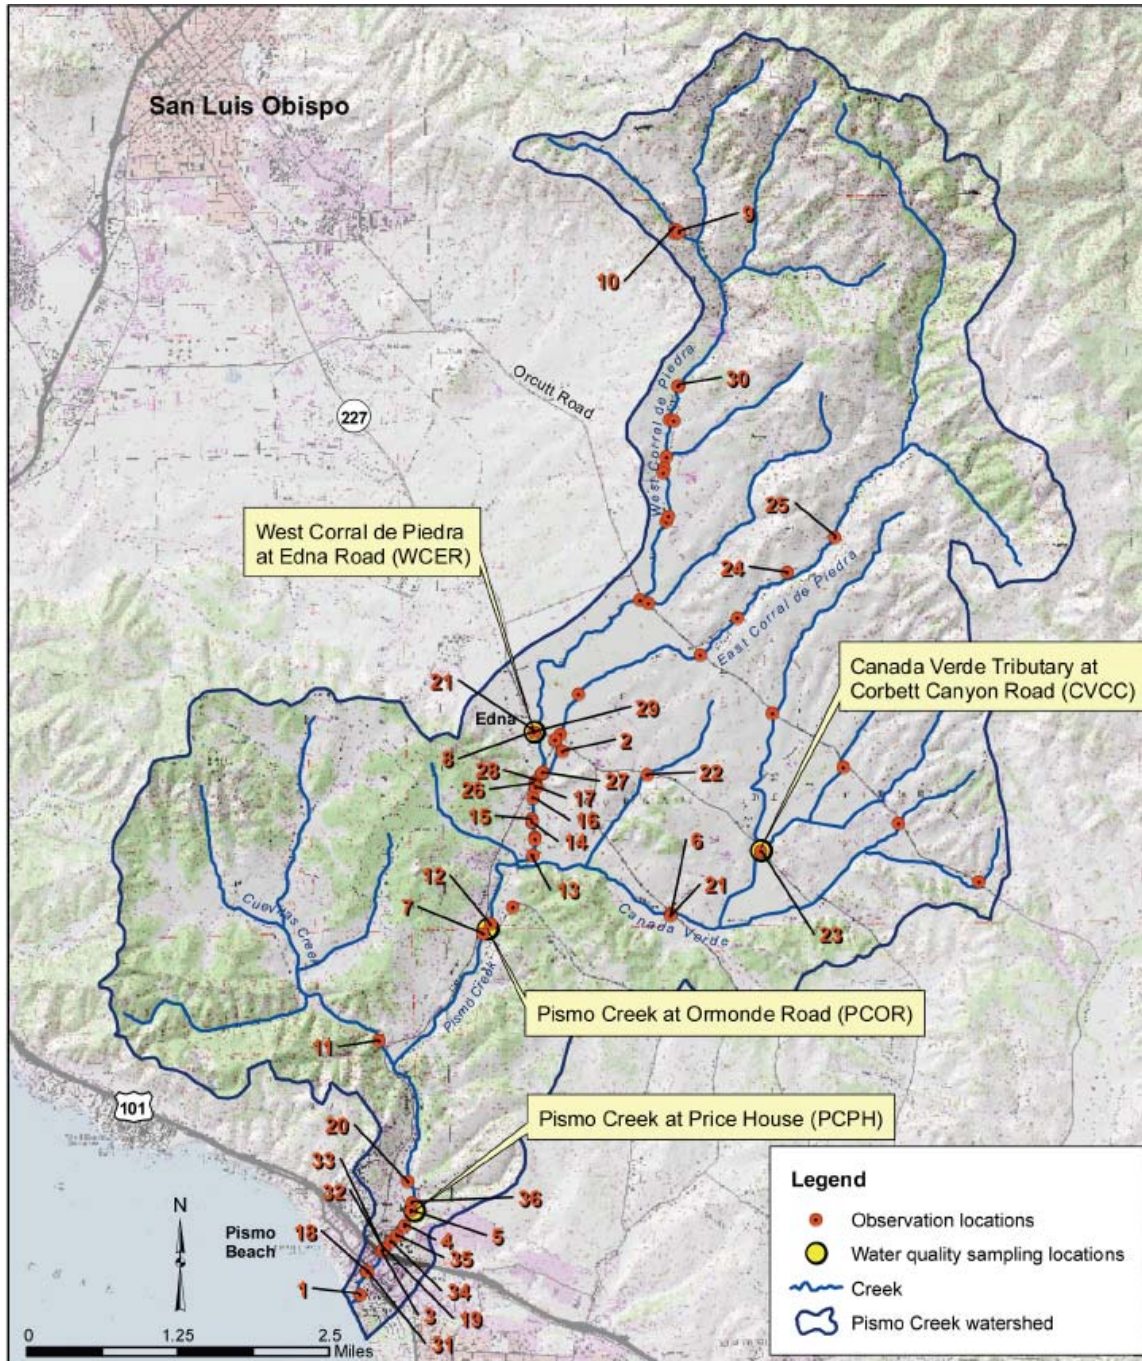 San Luis Obispo
9
10
30
Orcutt Road
227
West Corral de Piedra
25
West Corral de Piedra
at Edna Road (WCER)
24
East Corral de Piedra
Canada Verde Tributary at
Corbett Canyon Road (CVCC)
21
29
Edna
8
2
28
27
22
26
17
15
16
14
6
12
13
21
7
Cuevitas Creek
Canada Verde
23
Pismo Creek
Pismo Creek at Ormonde Road (PCOR)
11
101
Pismo Creek at Price House (PCPH)
20
33
32
36
N
18
Pismo
Beach
4
5
35
1
34
3
19
31
0
1.25
2.5
Miles
Legend
Observation locations
Water quality sampling locations
Creek
Pismo Creek watershed